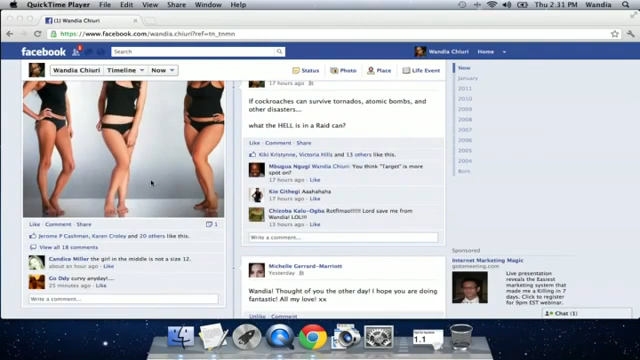 QuickTime Player File Edit View Share Window Help
Thu 2:31 PM Wandia
(1) Wandia Chiuri
https://www.facebook.com/wandia.chiuri?ref=tn_tnmn
facebook
Search
Wandia Chiuri Home
Wandia Chiuri Timeline Now
Status Photo Place Life Event
Now
January
2011
2010
2009
2008
2006
2005
2004
Born
Like · Comment · Share 1
Jerome P Cashman, Karen Croley and 20 others like this.
View all 18 comments
Candice Miller the girl in the middle is not a size 12.
about an hour ago · Like
Go Ddy curvy anyday!....
25 minutes ago · Like
Write a comment...
17 hours ago
If cockroaches can survive tornados, atomic bombs, and
other disasters...
what the HELL is in a Raid can?
Like · Comment · Share
Kiki Kristynne, Victoria Hills and 13 others like this.
Mbugua Ngugi Wandia Chiuri: You think "Target" is more
spot on?
17 hours ago · Like
Kie Githegi Aaahahaha
17 hours ago · Like
Chizoba Kalu-Ogba Rotflmao!!!!! Lord save me from
Wandia! LOL!!!
13 hours ago · Like
Write a comment...
Michelle Gerrard-Marriott
Yesterday
Wandia! Thought of you the other day! I hope you are doing
fantastic! All my love! xx
Sponsored
Internet Marketing Magic
gotomeeting.com
Live presentation
reveals the Easiest
marketing system
that made me a
Killing in 7
days. Click to
register for
9pm EST webinar.
Chat (1)
1.1